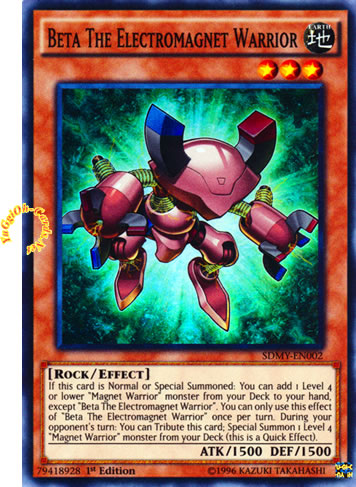 BETA THE ELECTROMAGNET WARRIOR
EARTH
地
YuGiOh-Card.net
SDMY-EN002
[ROCK/EFFECT]
If this card is Normal or Special Summoned: You can add 1 Level 4
or lower "Magnet Warrior" monster from your Deck to your hand,
except "Beta The Electromagnet Warrior". You can only use this effect
of "Beta The Electromagnet Warrior" once per turn. During your
opponent's turn: You can Tribute this card; Special Summon 1 Level 4
"Magnet Warrior" monster from your Deck (this is a Quick Effect).
ATK/1500 DEF/1500
79418928 1st Edition ©1996 KAZUKI TAKAHASHI